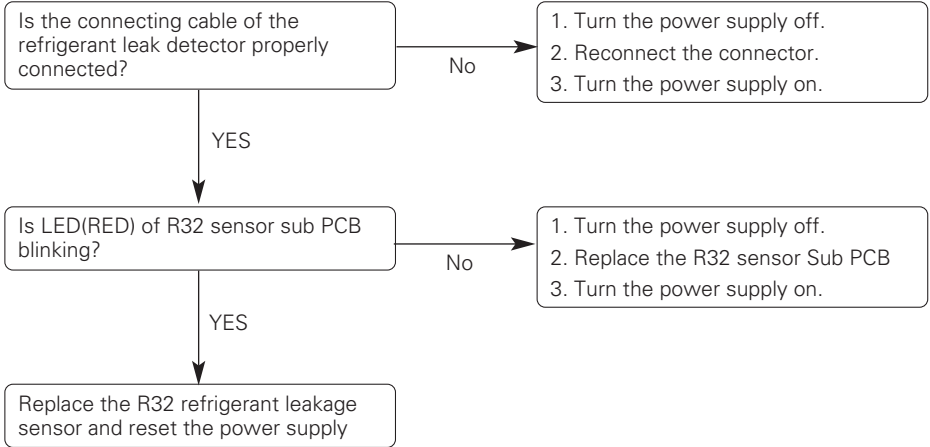 Is the connecting cable of the
refrigerant leak detector properly
connected?
No
1. Turn the power supply off.
2. Reconnect the connector.
3. Turn the power supply on.
YES
Is LED(RED) of R32 sensor sub PCB
blinking?
No
1. Turn the power supply off.
2. Replace the R32 sensor Sub PCB
3. Turn the power supply on.
YES
Replace the R32 refrigerant leakage
sensor and reset the power supply